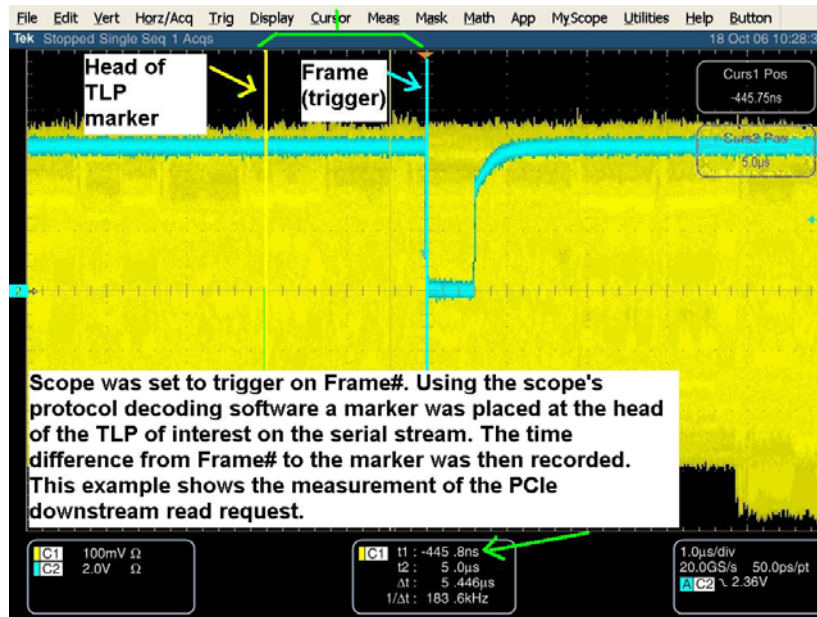 File Edit Vert Horz/Acq Trig Display Cursor Meas Mask Math App MyScope Utilities Help Button
Tek Stopped Single Seq 1 Acqs 18 Oct 06 10:28:3
Head of
TLP
marker
Frame
(trigger)
Curs1 Pos
-445.75ns
Curs2 Pos
5.0µs
2
Scope was set to trigger on Frame#. Using the scope's
protocol decoding software a marker was placed at the head
of the TLP of interest on the serial stream. The time
difference from Frame# to the marker was then recorded.
This example shows the measurement of the PCIe
downstream read request.
C1 100mV Ω
C2 2.0V Ω
C1 t1 : -445 .8ns
t2 : 5 .0µs
Δt : 5 .446µs
1/Δt : 183 .6kHz
1.0µs/div
20.0GS/s 50.0ps/pt
A C2 ↘ 2.36V